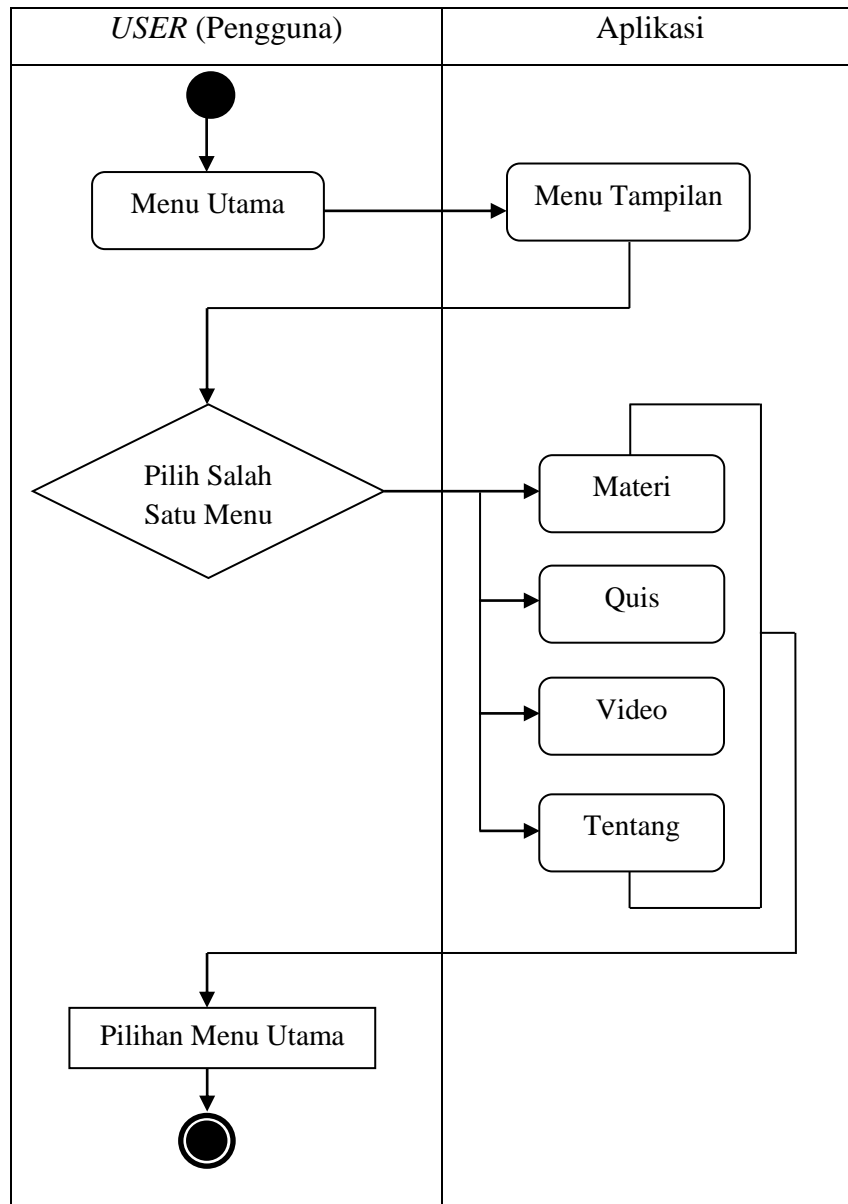 USER (Pengguna)
Aplikasi
Menu Utama
Menu Tampilan
Pilih Salah
Satu Menu
Materi
Quis
Video
Tentang
Pilihan Menu Utama